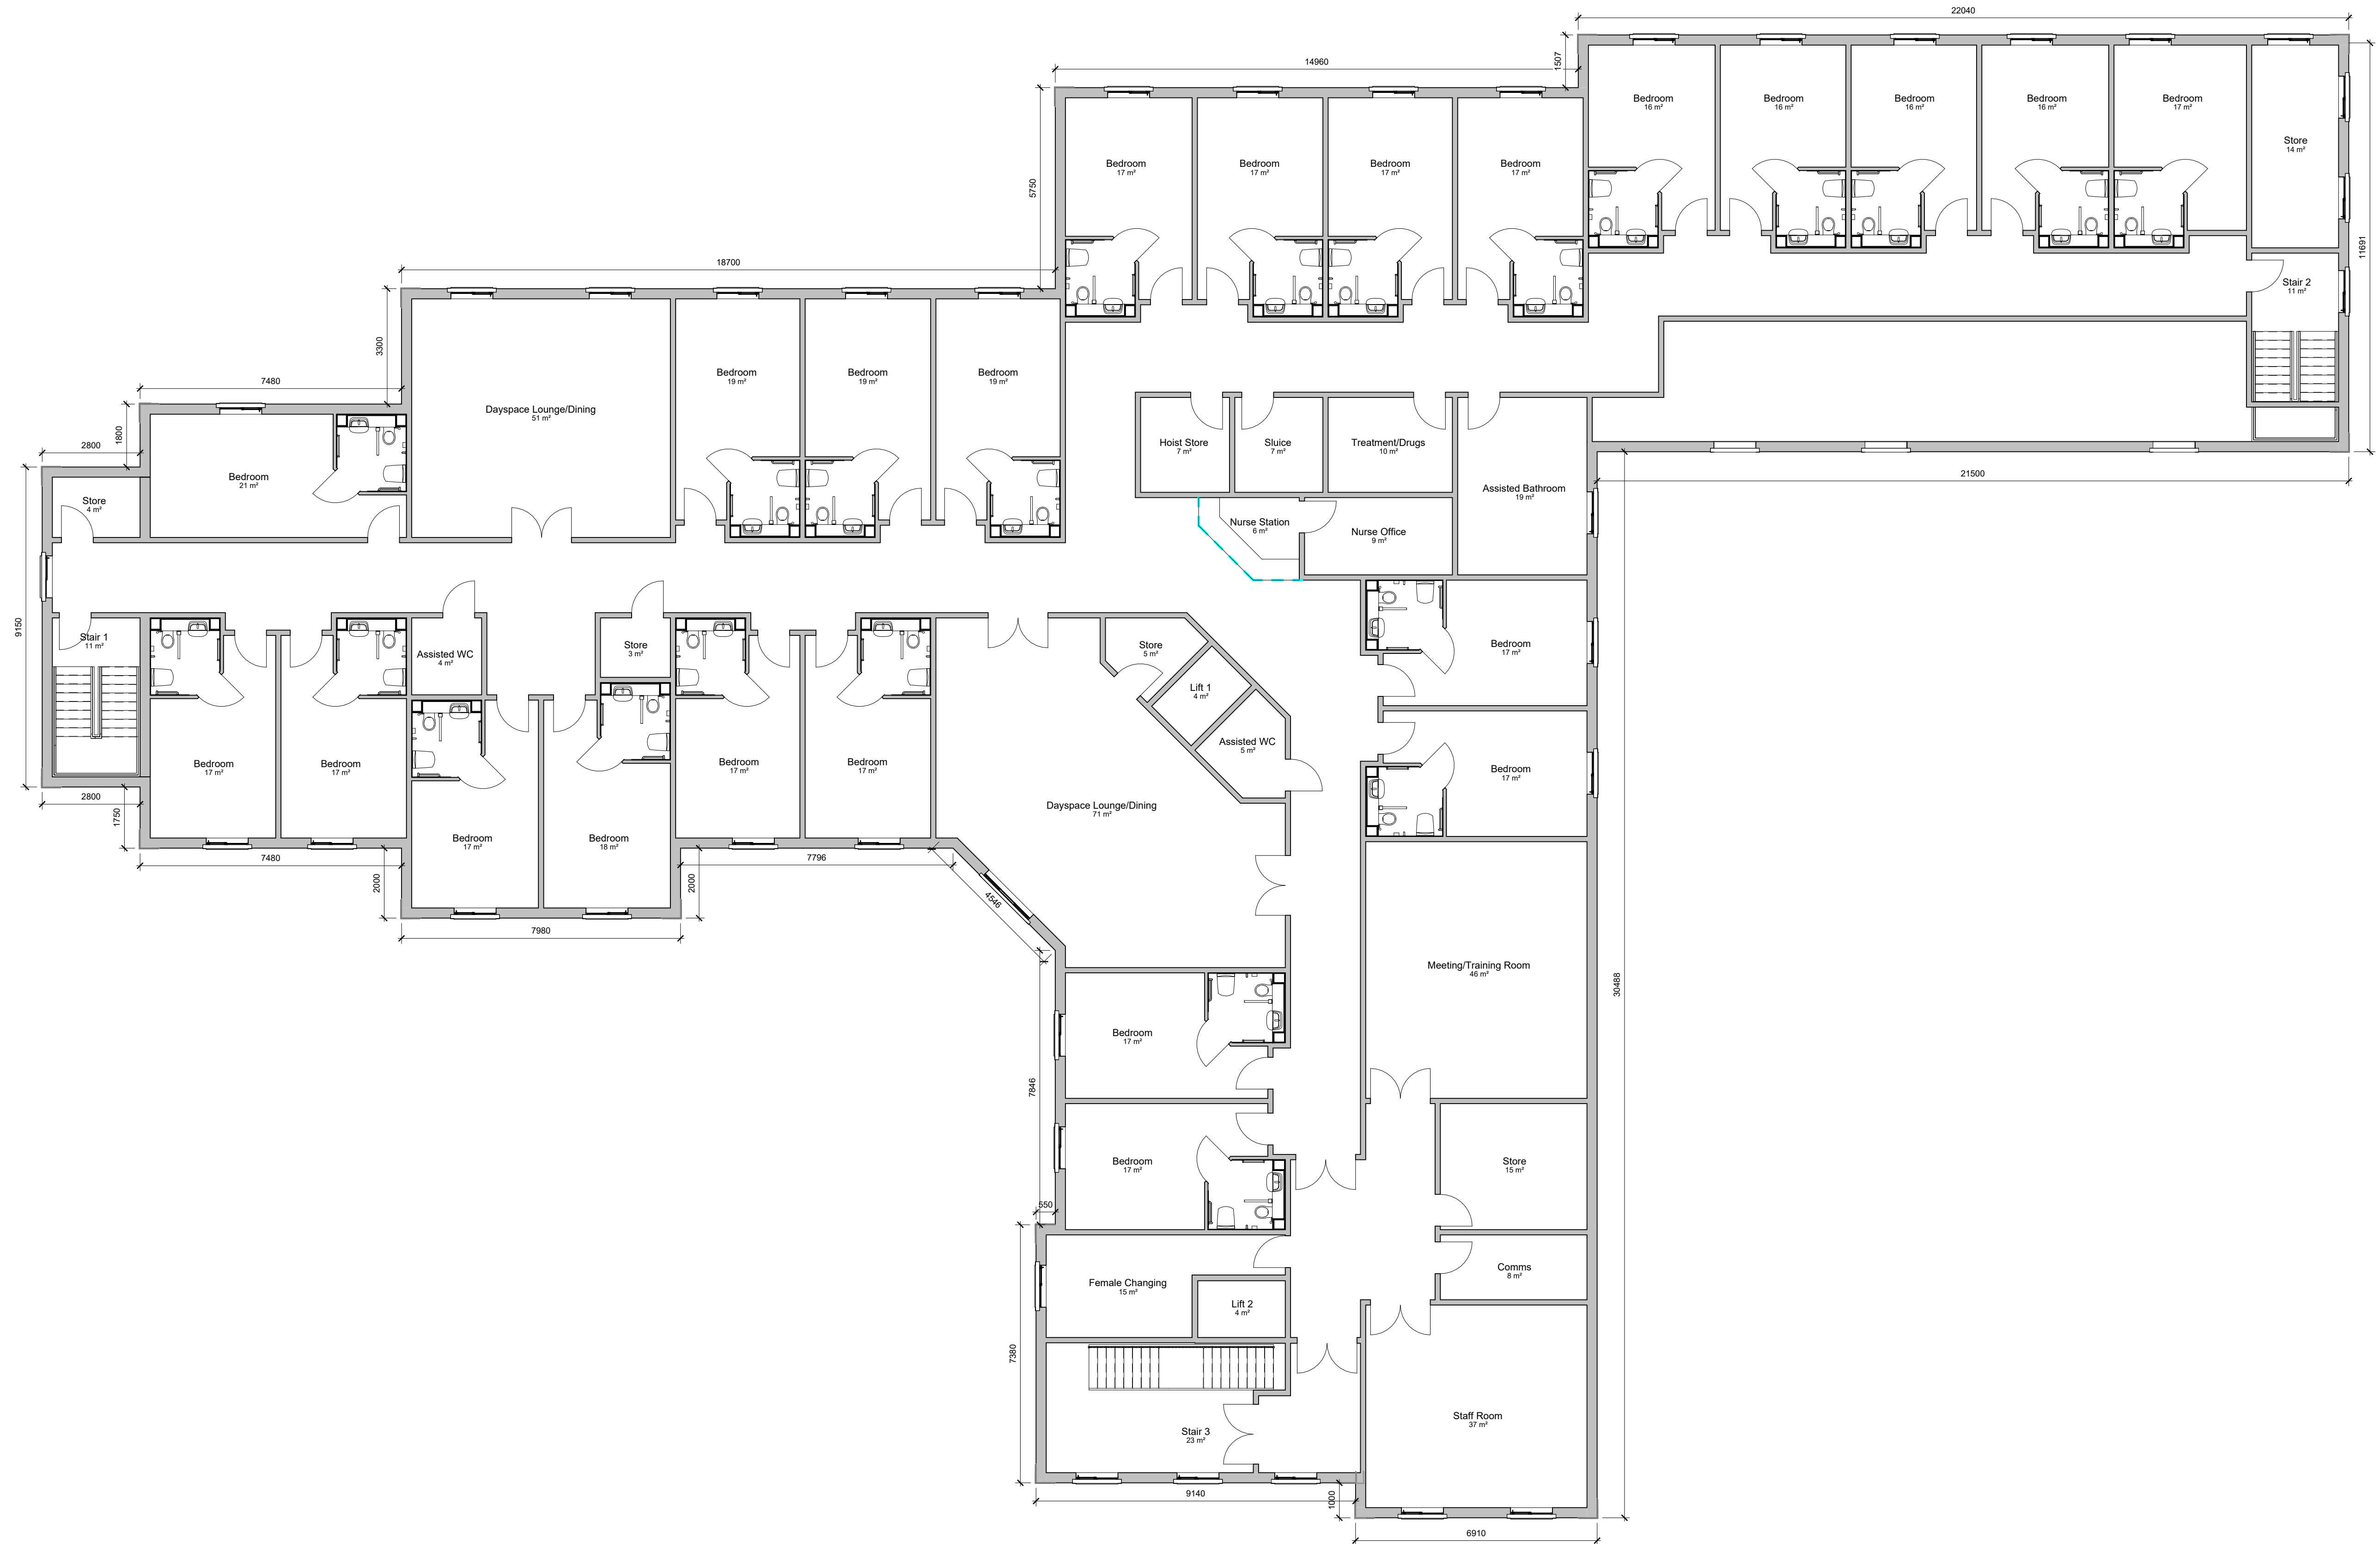 22040
14960
1507
Bedroom
16 m²
Bedroom
16 m²
Bedroom
16 m²
Bedroom
16 m²
Bedroom
17 m²
Store
14 m²
5750
Bedroom
17 m²
Bedroom
17 m²
Bedroom
17 m²
Bedroom
17 m²
11691
18700
Stair 2
11 m²
3300
7480
Bedroom
19 m²
Bedroom
19 m²
Bedroom
19 m²
Dayspace Lounge/Dining
51 m²
1800
2800
Hoist Store
7 m²
Sluice
7 m²
Treatment/Drugs
10 m²
Bedroom
21 m²
21500
Assisted Bathroom
19 m²
Store
4 m²
Nurse Station
6 m²
Nurse Office
9 m²
9150
Stair 1
11 m²
Assisted WC
4 m²
Store
3 m²
Store
5 m²
Bedroom
17 m²
Lift 1
4 m²
Assisted WC
5 m²
Bedroom
17 m²
Bedroom
17 m²
Bedroom
17 m²
Bedroom
17 m²
Bedroom
17 m²
2800
1750
Dayspace Lounge/Dining
71 m²
Bedroom
17 m²
Bedroom
18 m²
7480
7796
2000
2000
4546
7980
Meeting/Training Room
46 m²
30488
Bedroom
17 m²
7846
Bedroom
17 m²
Store
15 m²
550
Female Changing
15 m²
Comms
8 m²
Lift 2
4 m²
7380
Staff Room
37 m²
Stair 3
23 m²
9140
1000
6910